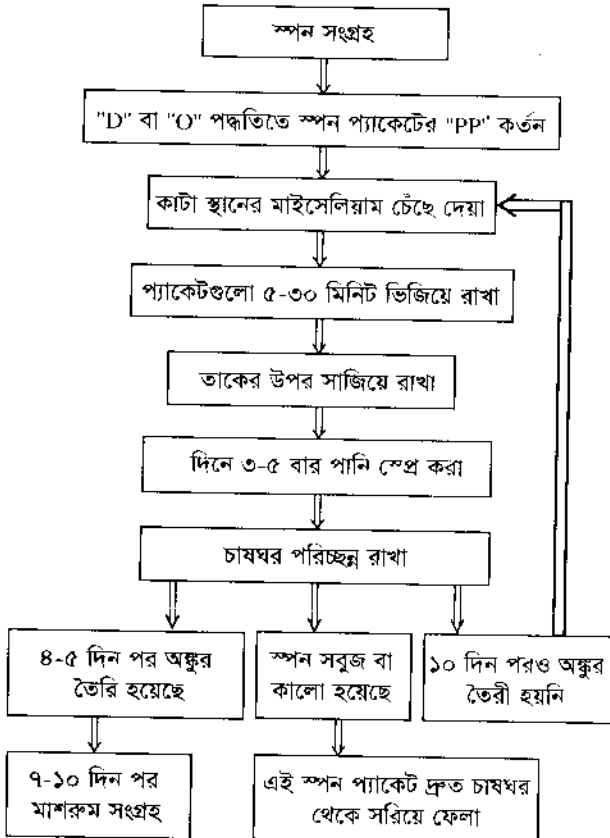 স্পন সংগ্রহ
"D" বা "O" পদ্ধতিতে স্পন প্যাকেটের "PP" কর্তন
কাটা স্থানের মাইসেলিয়াম চেঁছে দেয়া
প্যাকেটগুলো ৫-৩০ মিনিট ভিজিয়ে রাখা
তাকের উপর সাজিয়ে রাখা
দিনে ৩-৫ বার পানি স্প্রে করা
চাষঘর পরিচ্ছন্ন রাখা
৪-৫ দিন পর অঙ্কুর
তৈরি হয়েছে
স্পন সবুজ বা
কালো হয়েছে
১০ দিন পরও অঙ্কুর
তৈরী হয়নি
৭-১০ দিন পর
মাশরুম সংগ্রহ
এই স্পন প্যাকেট দ্রুত চাষঘর
থেকে সরিয়ে ফেলা